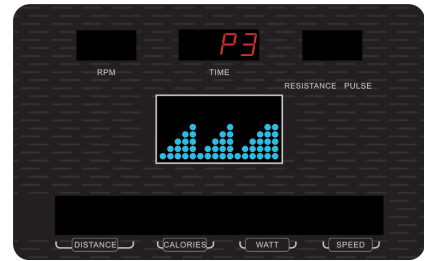 P3
RPM
TIME
RESISTANCE PULSE
DISTANCE
CALORIES
WATT
SPEED